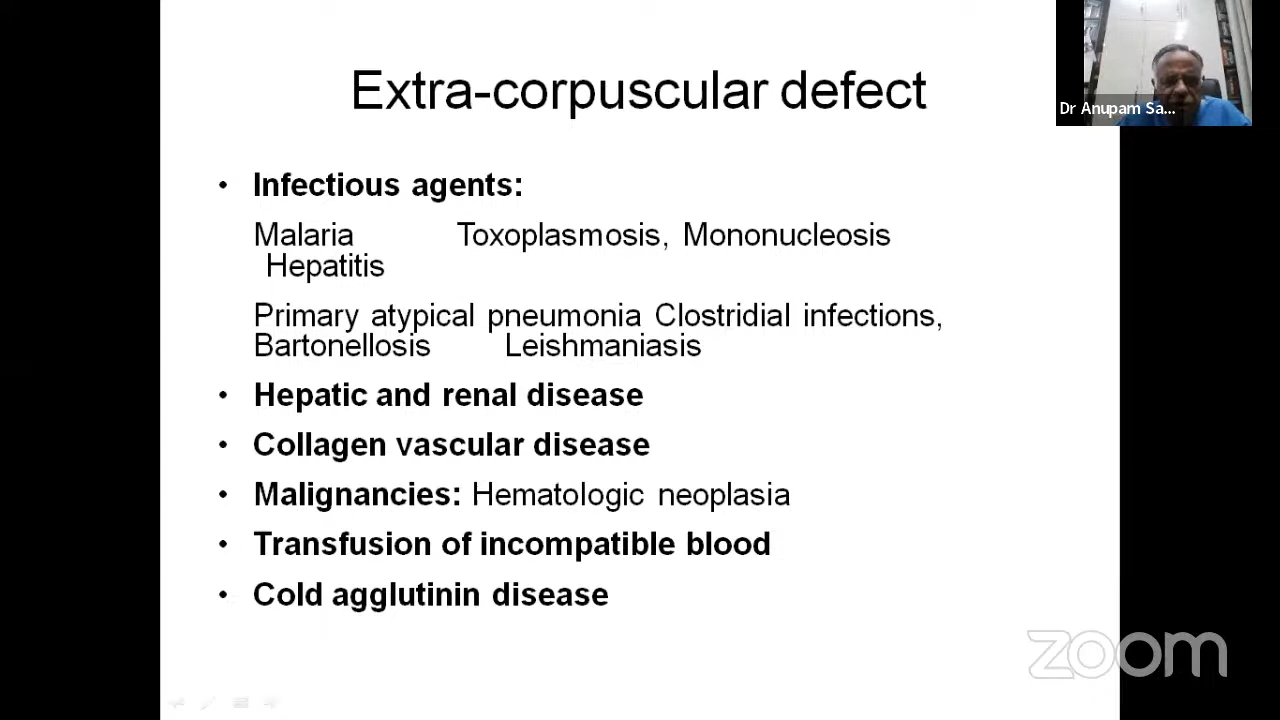 Extra-corpuscular defect
Dr Anupam Sa...
• Infectious agents:
Malaria Toxoplasmosis, Mononucleosis
Hepatitis
Primary atypical pneumonia Clostridial infections,
Bartonellosis Leishmaniasis
• Hepatic and renal disease
• Collagen vascular disease
• Malignancies: Hematologic neoplasia
• Transfusion of incompatible blood
• Cold agglutinin disease
zoom